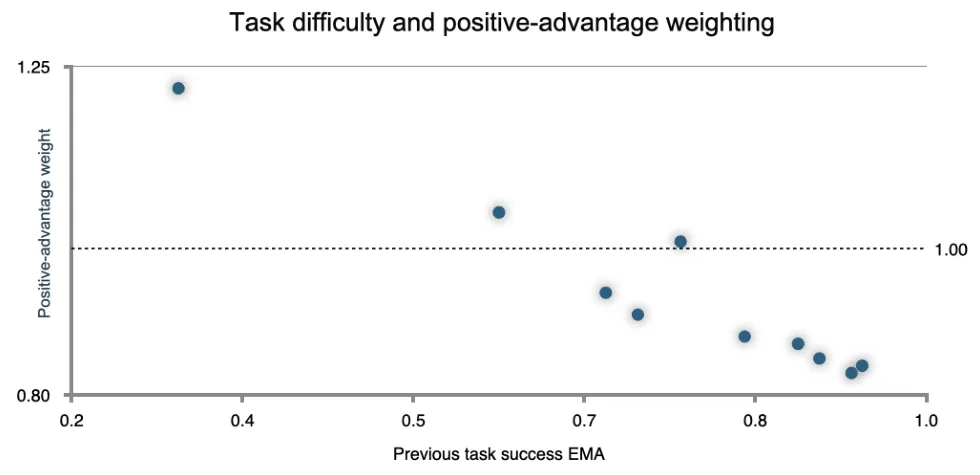 Task difficulty and positive-advantage weighting
1.25
Positive-advantage weight
1.00
0.80
0.2 0.4 0.5 0.7 0.8 1.0
Previous task success EMA